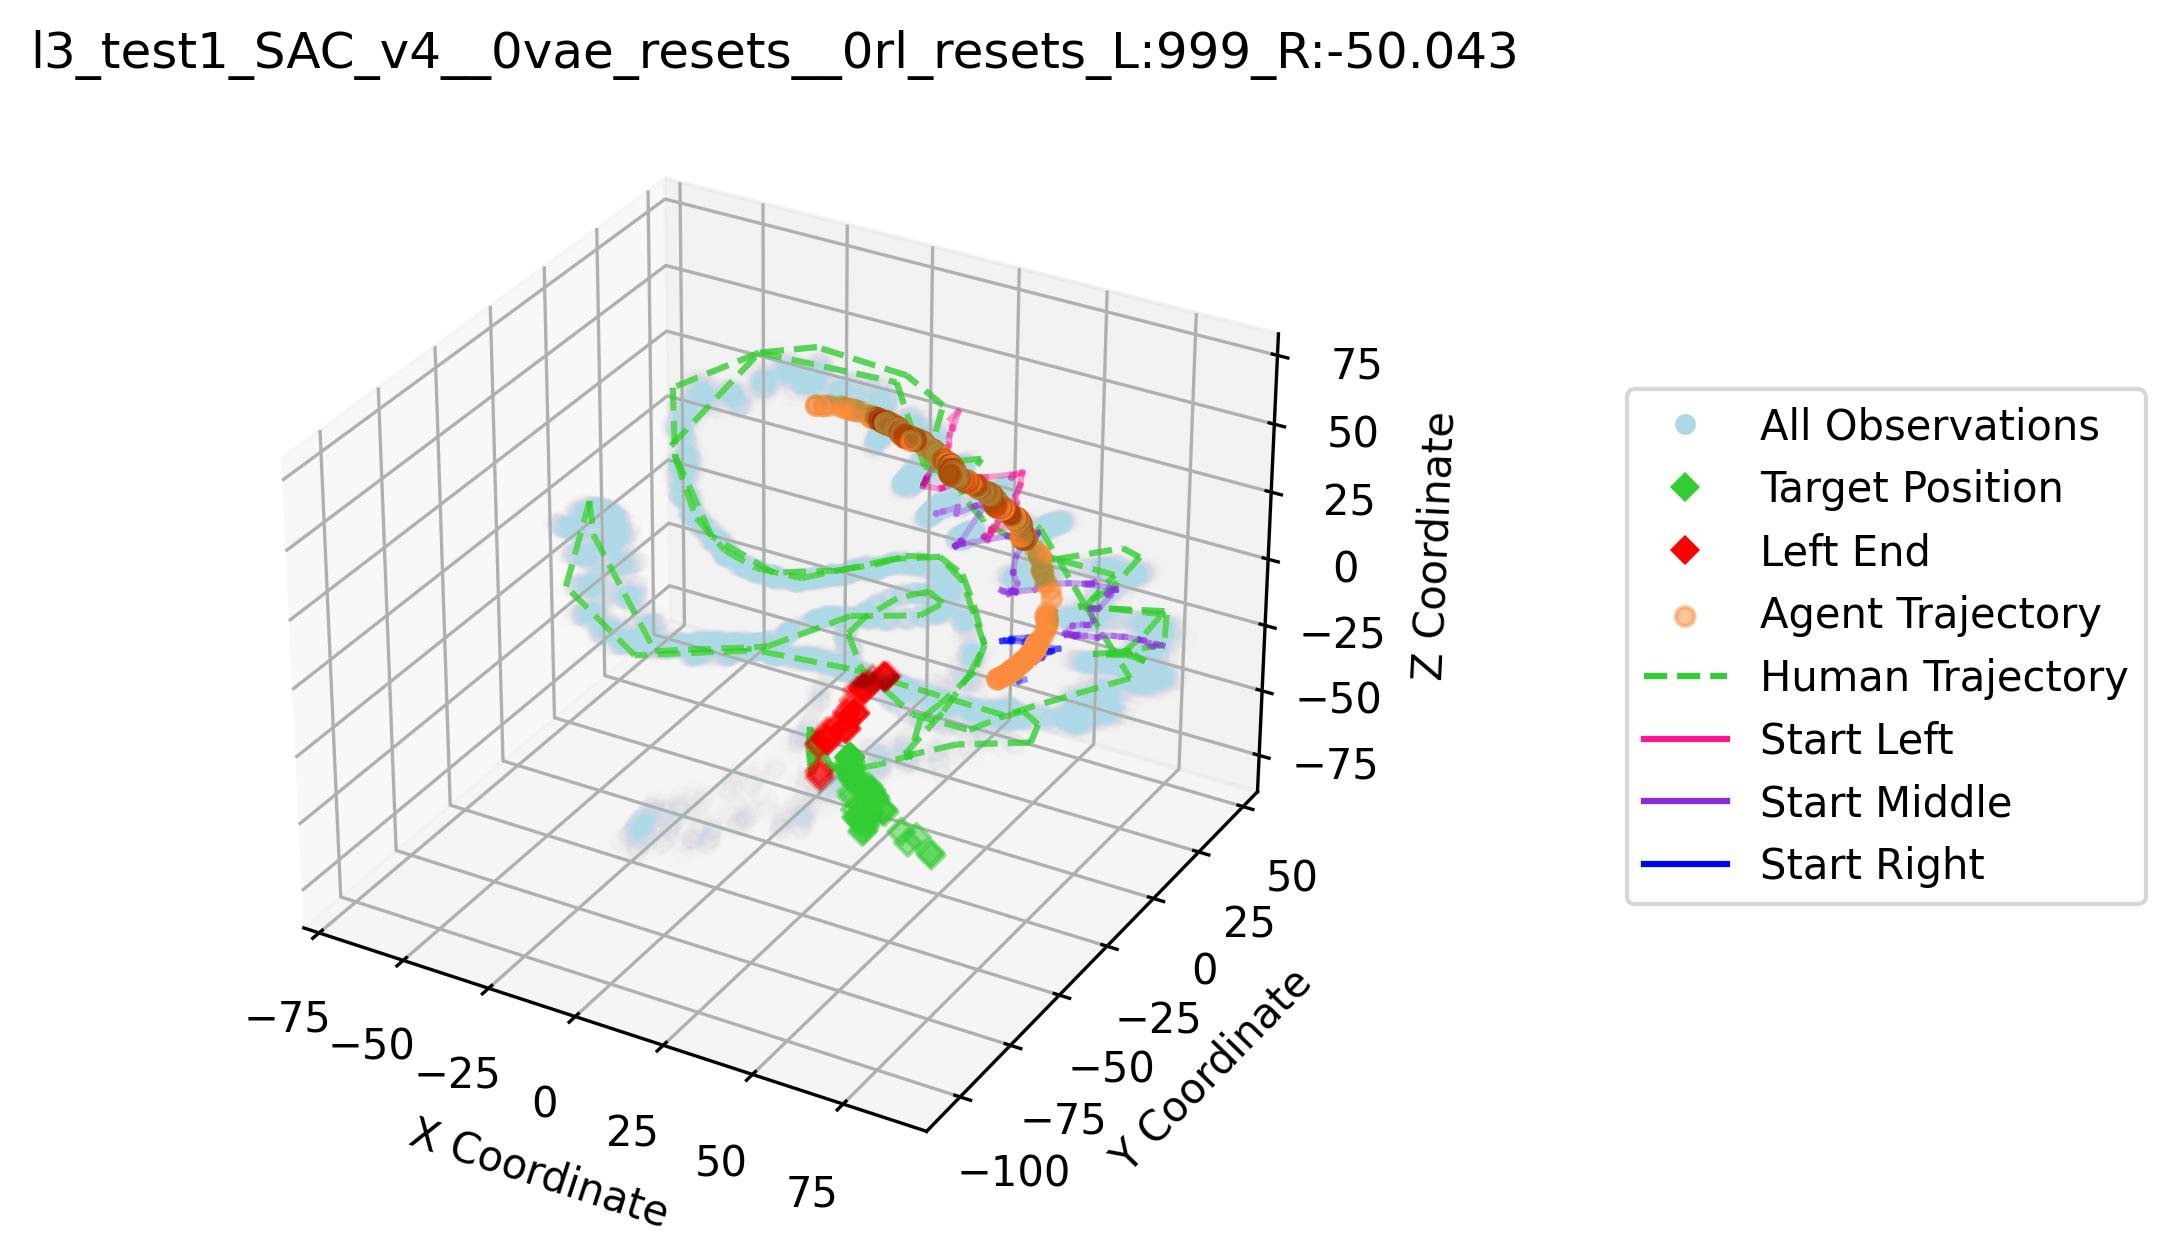 l3_test1_SAC_v4__0vae_resets__0rl_resets_L:999_R:-50.043
75
50
25
0
−25
−50
−75
Z Coordinate
All Observations
Target Position
Left End
Agent Trajectory
Human Trajectory
Start Left
Start Middle
Start Right
50
25
0
−25
−50
−75
−100
Y Coordinate
−75
−50
−25
0
25
50
75
X Coordinate